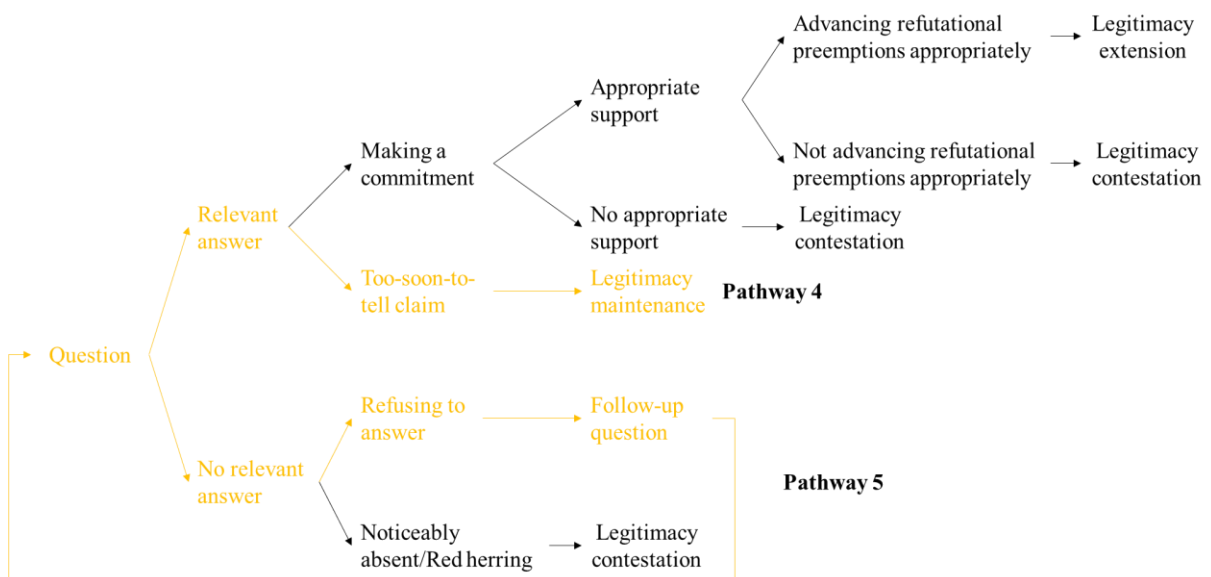 Advancing refutational
preemptions appropriately
Legitimacy
extension
Appropriate
support
Making a
commitment
Not advancing refutational
preemptions appropriately
Legitimacy
contestation
Relevant
answer
No appropriate
support
Legitimacy
contestation
Too-soon-to-
tell claim
Legitimacy
maintenance
Pathway 4
Question
Refusing to
answer
Follow-up
question
No relevant
answer
Pathway 5
Noticeably
absent/Red herring
Legitimacy
contestation